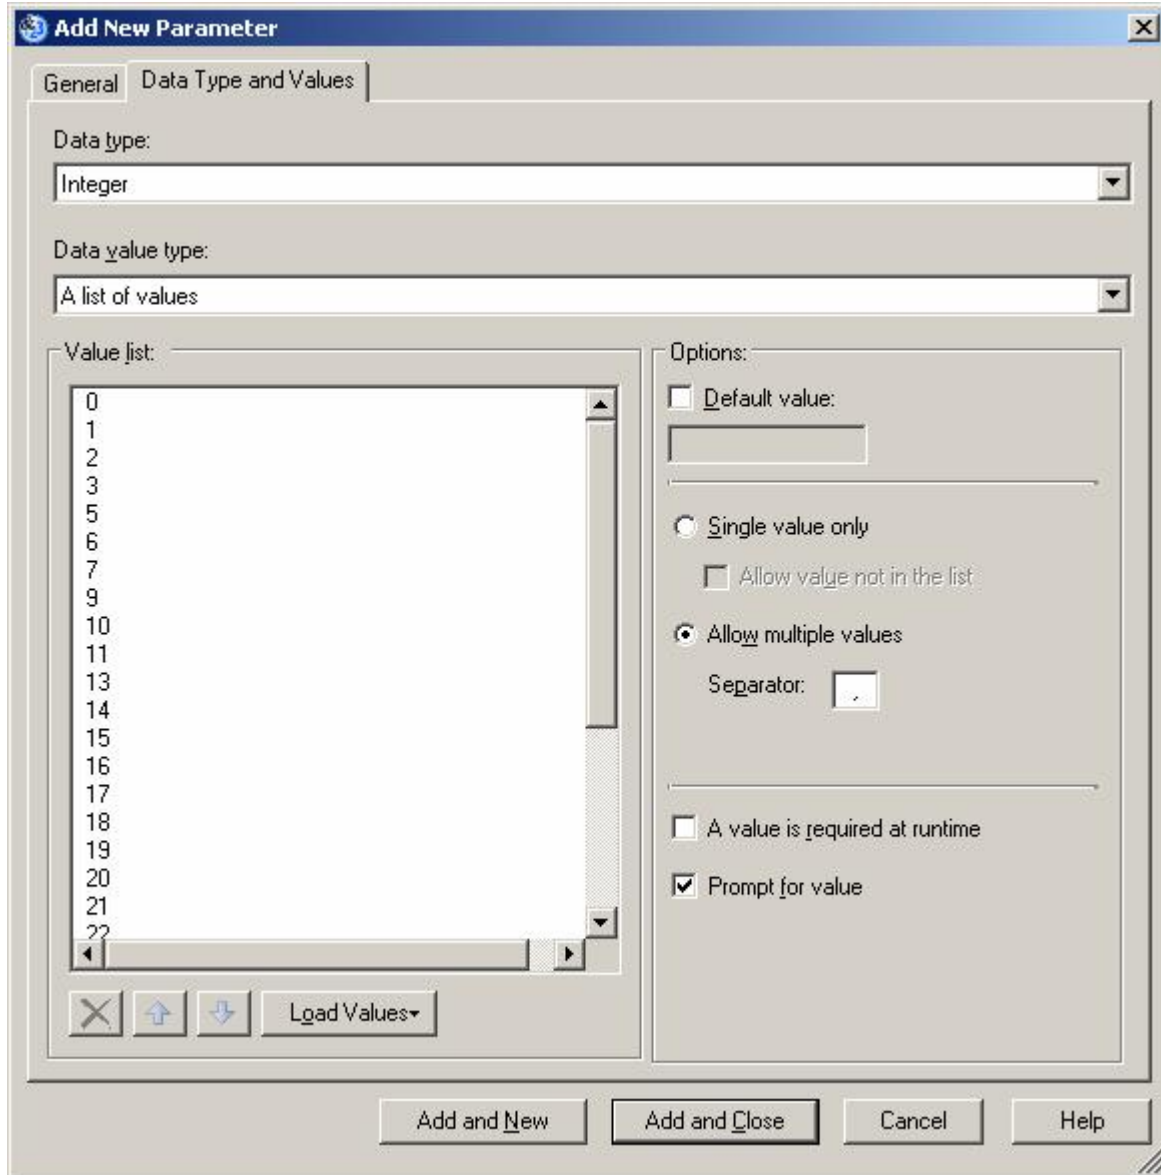 Add New Parameter
General Data Type and Values
Data type:
Integer
Data value type:
A list of values
Value list:
0
1
2
3
5
6
7
9
10
11
13
14
15
16
17
18
19
20
21
22
Load Values
Options:
Default value:
Single value only
Allow value not in the list
Allow multiple values
Separator: ,
A value is required at runtime
Prompt for value
Add and New Add and Close Cancel Help